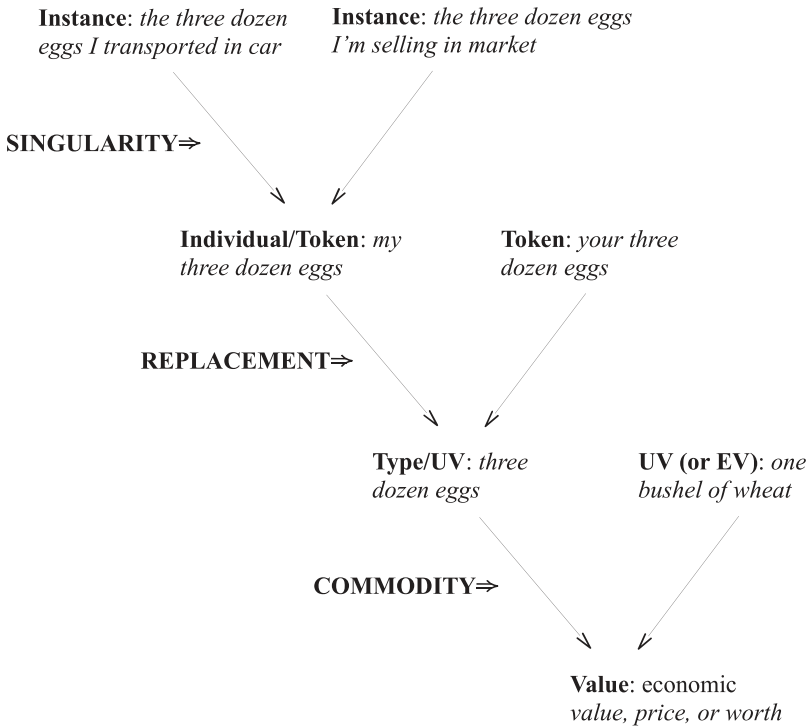 Instance: the three dozen
eggs I transported in car
Instance: the three dozen eggs
I’m selling in market
SINGULARITY⇒
Individual/Token: my
three dozen eggs
Token: your three
dozen eggs
REPLACEMENT⇒
Type/UV: three
dozen eggs
UV (or EV): one
bushel of wheat
COMMODITY⇒
Value: economic
value, price, or worth